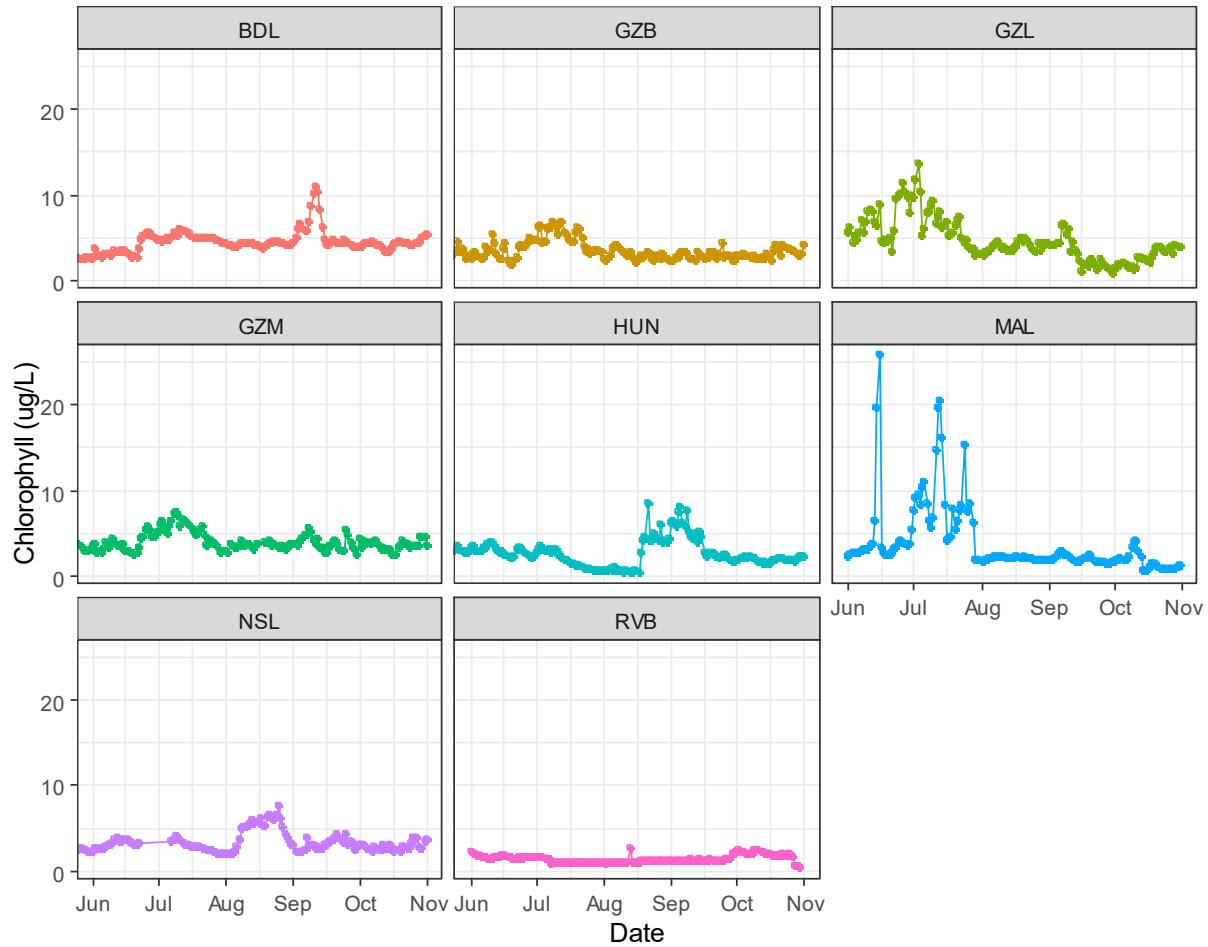 BDL GZB GZL
20
10
0
GZM HUN MAL
20
10
0
Jun Jul Aug Sep Oct Nov
NSL RVB
20
10
0
Jun Jul Aug Sep Oct Nov Jun Jul Aug Sep Oct Nov
Chlorophyll (ug/L)
Date